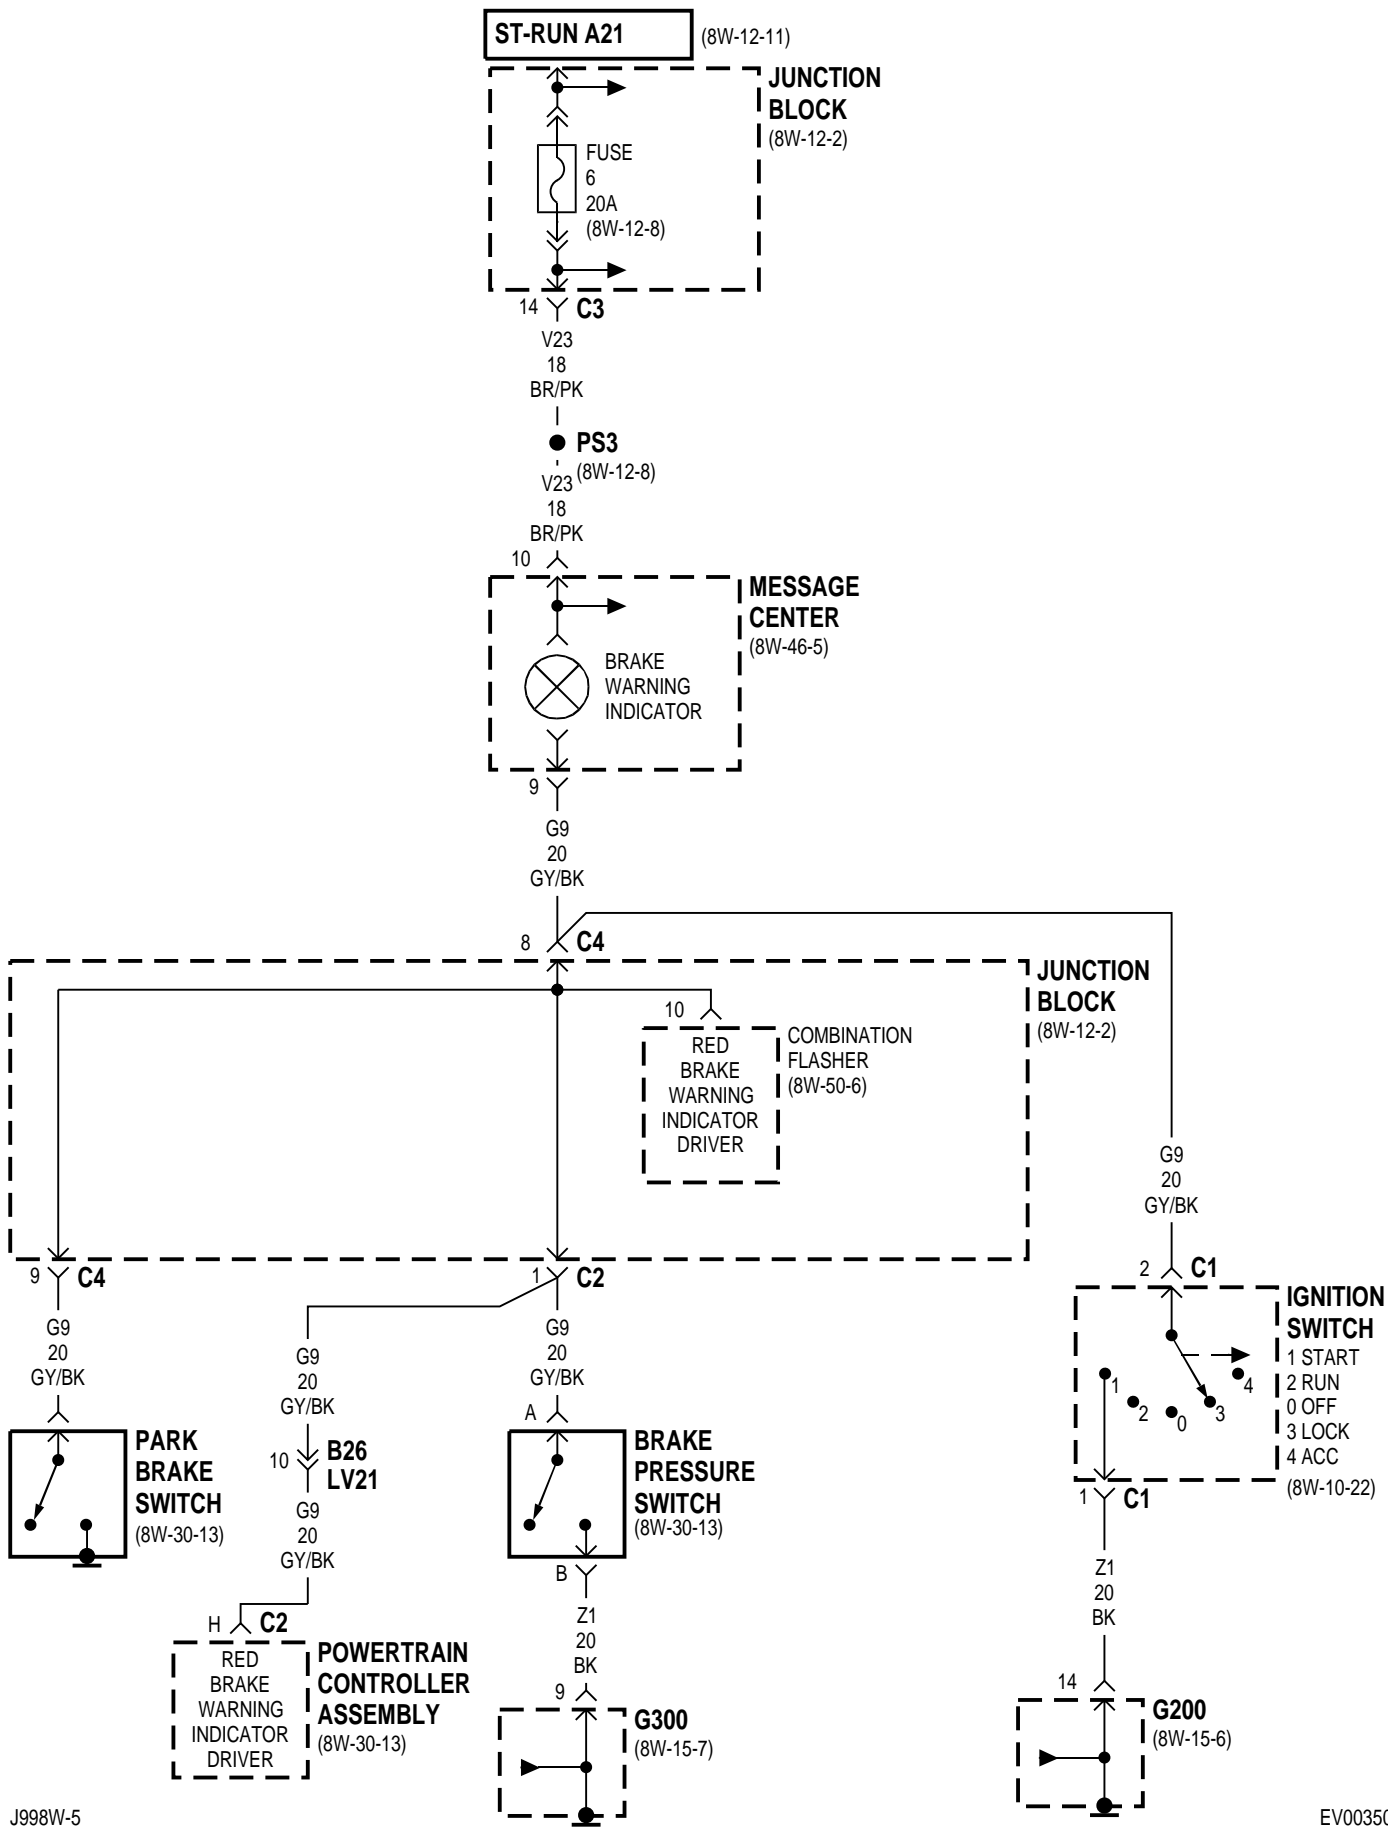 ST-RUN A21
(8W-12-11)
JUNCTION
BLOCK
(8W-12-2)
FUSE
6
20A
(8W-12-8)
14
C3
V23
18
BR/PK
PS3
(8W-12-8)
V23
18
BR/PK
10
MESSAGE
CENTER
(8W-46-5)
BRAKE
WARNING
INDICATOR
9
G9
20
GY/BK
8
C4
JUNCTION
BLOCK
(8W-12-2)
10
RED
BRAKE
WARNING
INDICATOR
DRIVER
COMBINATION
FLASHER
(8W-50-6)
G9
20
GY/BK
9
C4
1
C2
2
C1
G9
20
GY/BK
G9
20
GY/BK
G9
20
GY/BK
IGNITION
SWITCH
1 START
2 RUN
0 OFF
3 LOCK
4 ACC
(8W-10-22)
1
2
0
3
4
PARK
BRAKE
SWITCH
(8W-30-13)
10
B26
LV21
A
BRAKE
PRESSURE
SWITCH
(8W-30-13)
1
C1
G9
20
GY/BK
B
Z1
20
BK
Z1
20
BK
H
C2
RED
BRAKE
WARNING
INDICATOR
DRIVER
POWERTRAIN
CONTROLLER
ASSEMBLY
(8W-30-13)
9
G300
(8W-15-7)
14
G200
(8W-15-6)
J998W-5
EV00350